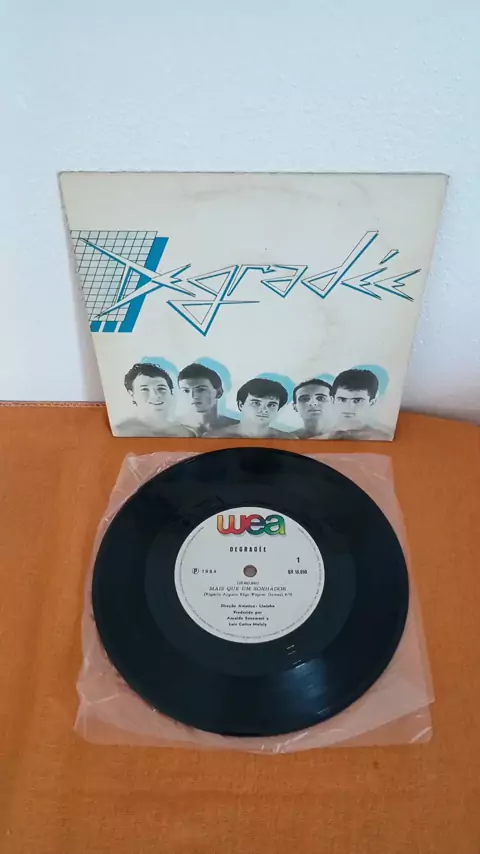 Degradée
wea
DEGRADÉE
℗ 1984
1
MAIS QUE UM SONHADOR
Direção Artística: Liminha
Produzido por
Arnaldo Saccomani e
Luiz Carlos Maluly